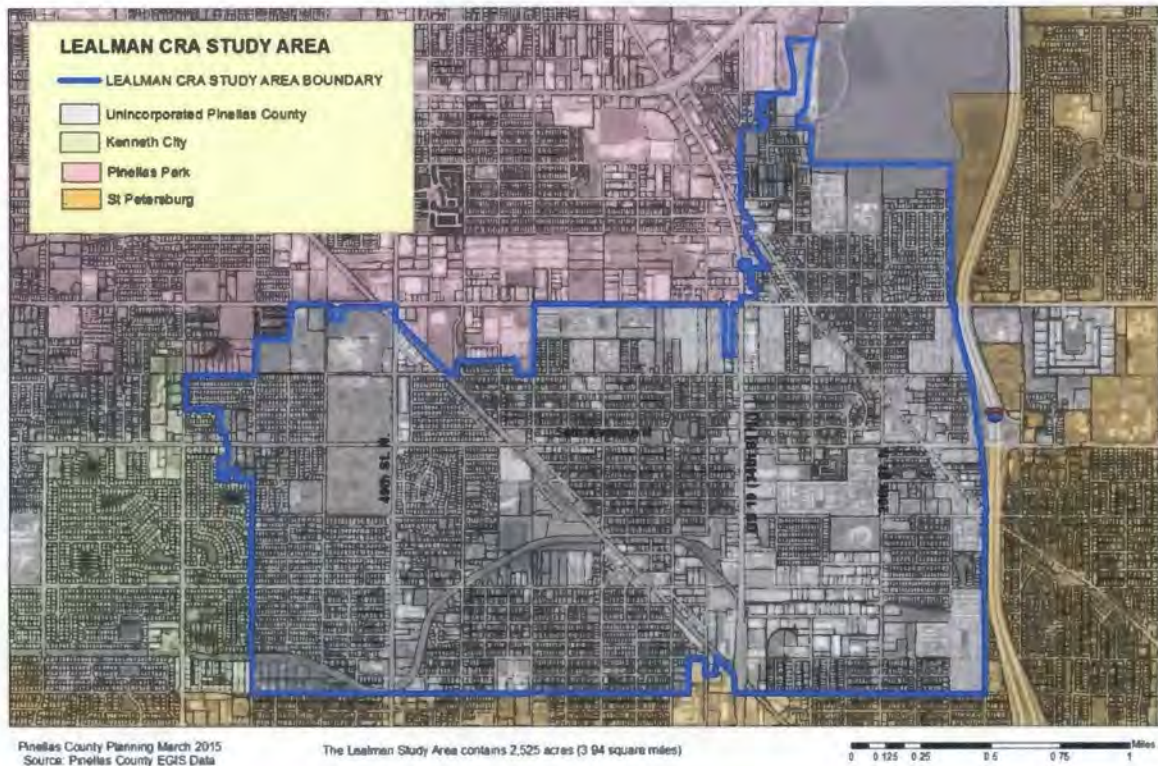 LEALMAN CRA STUDY AREA
LEALMAN CRA STUDY AREA BOUNDARY
Unincorporated Pinellas County
Kenneth City
Pinellas Park
St Petersburg
49th St. N.
Pinellas County Planning March 2015
Source: Pinellas County EGIS Data
The Lealman Study Area contains 2,525 acres (3 94 square miles)
Miles
0 0.125 0.25 0.5 0.75 1